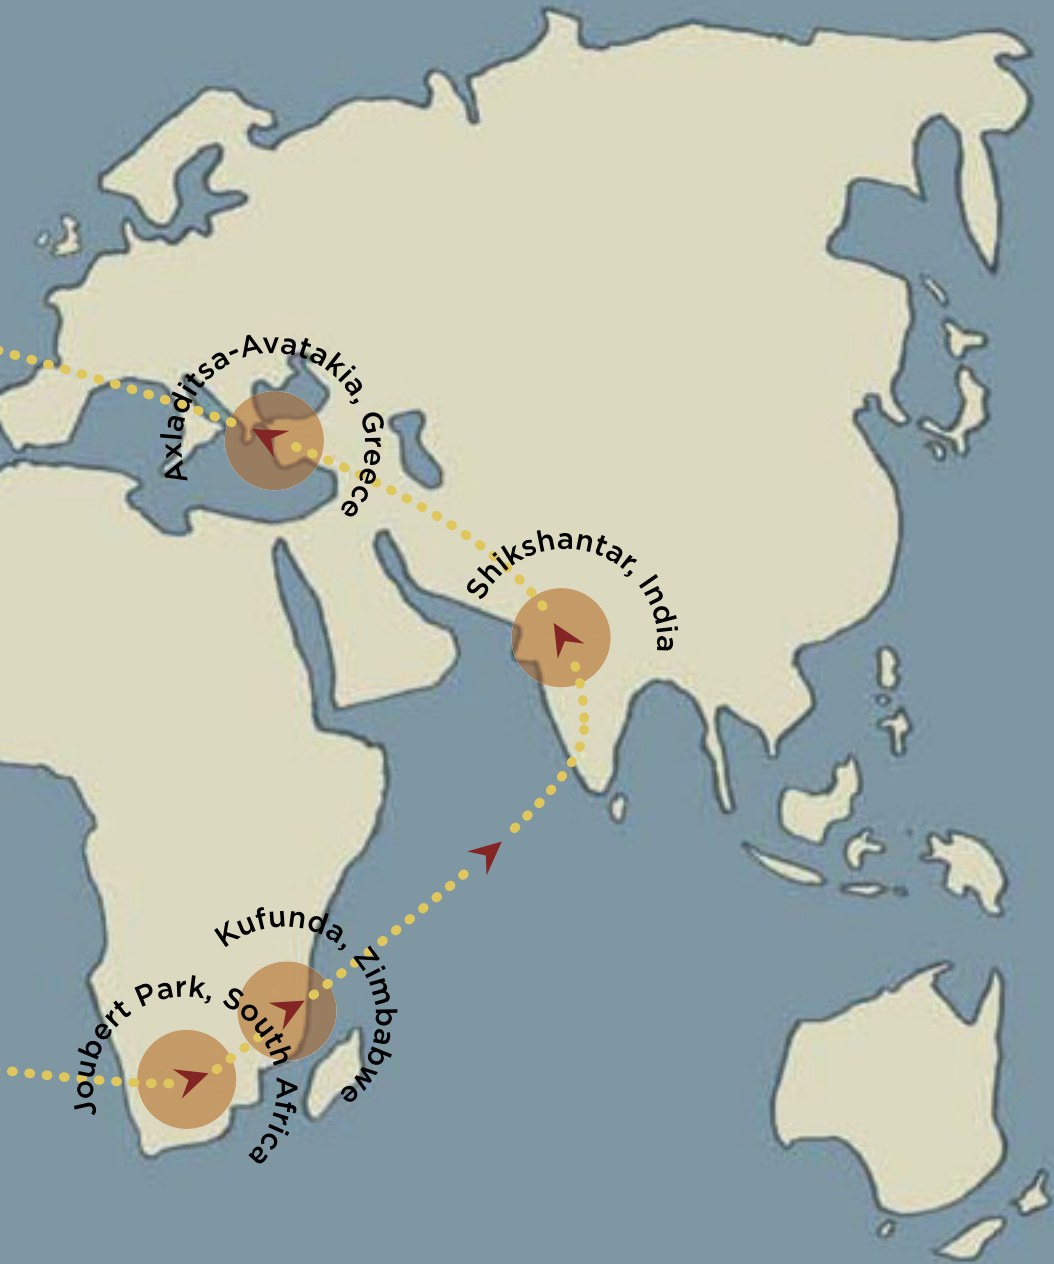 Axladitsa-Avatakia, Greece
Shikshantar, India
Kufunda, Zimbabwe
Joubert Park, South Africa